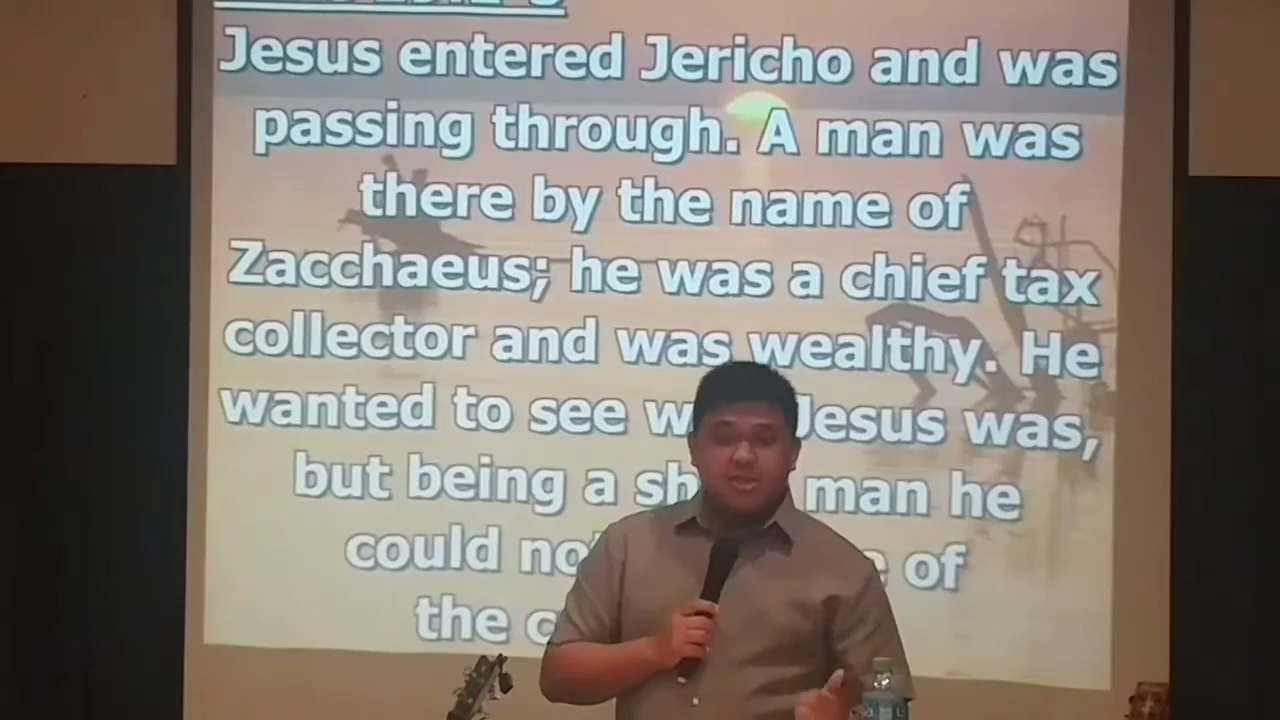 Jesus entered Jericho and was
passing through. A man was
there by the name of
Zacchaeus; he was a chief tax
collector and was wealthy. He
wanted to see Jesus was,
but being a man he
could of
the